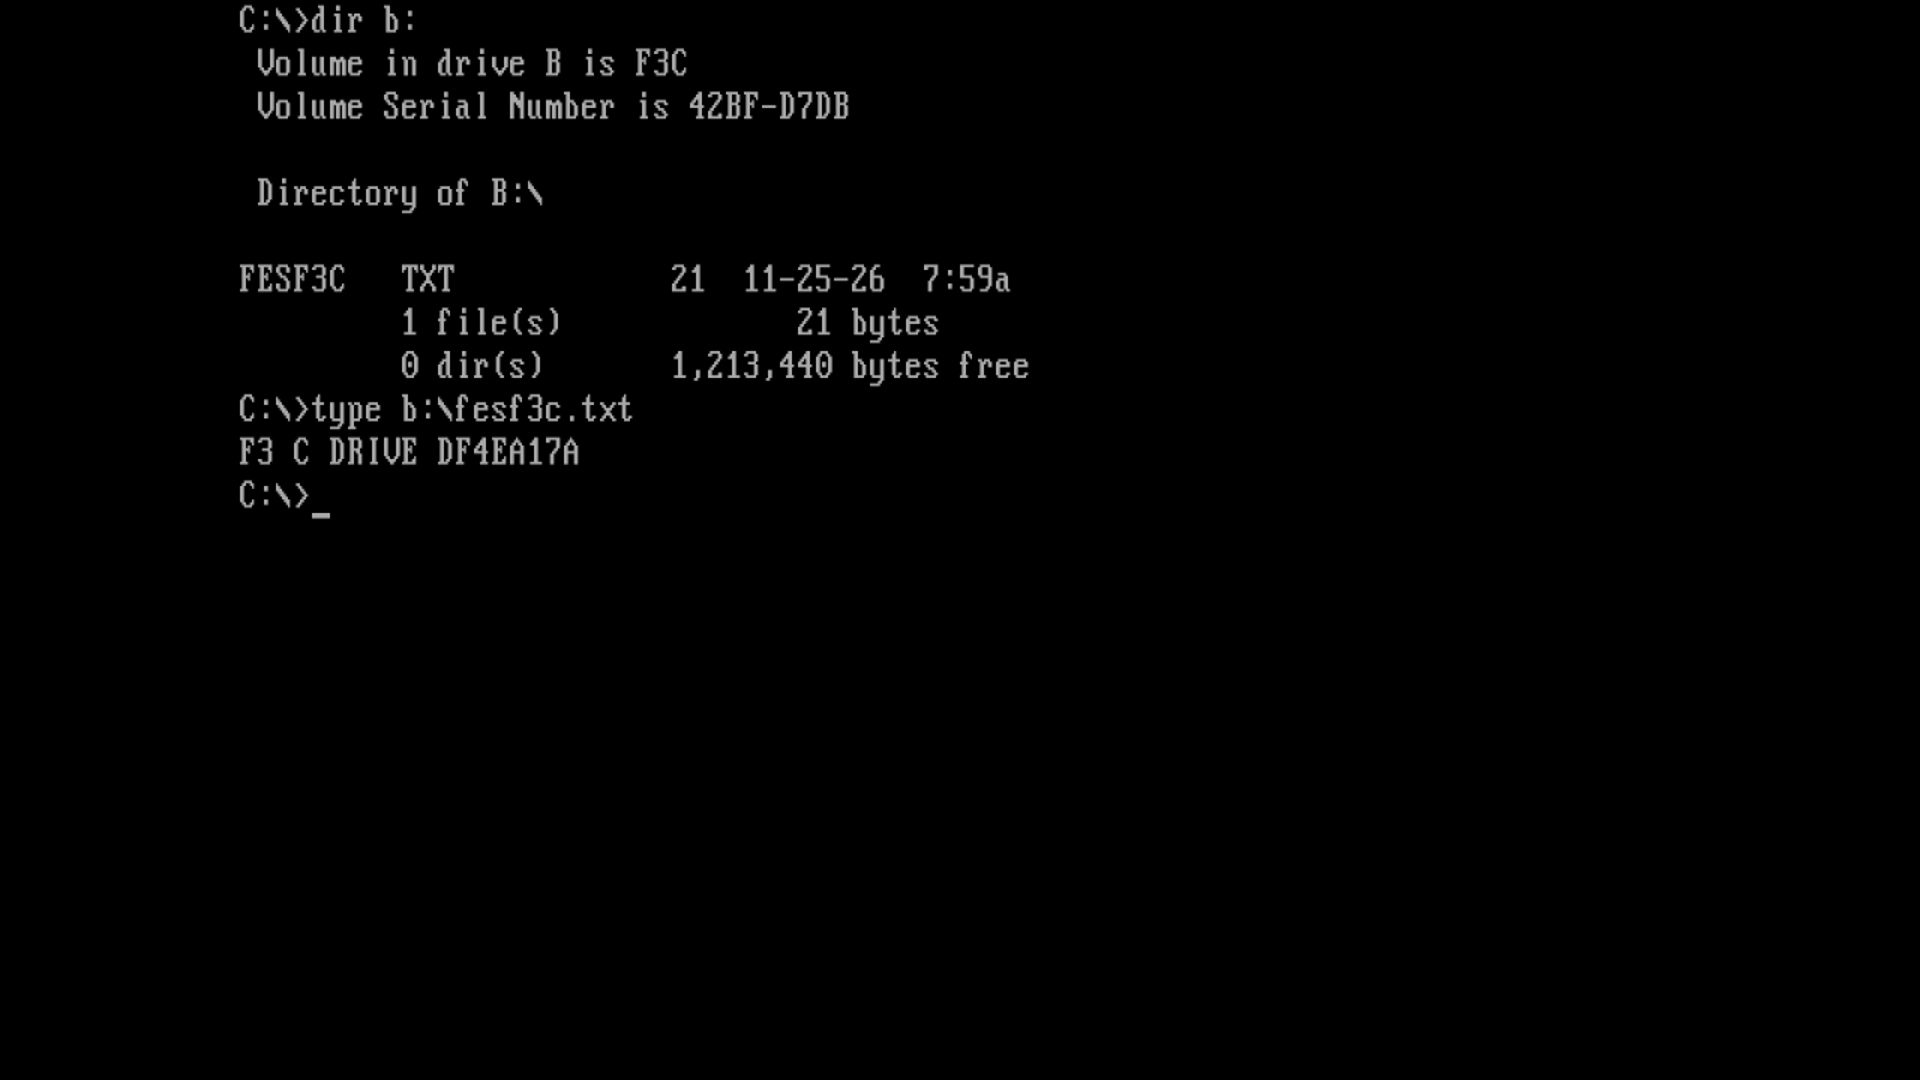 C:\>dir b:
 Volume in drive B is F3C
 Volume Serial Number is 42BF-D7DB

 Directory of B:\

FESF3C   TXT            21  11-25-26  7:59a
         1 file(s)             21 bytes
         0 dir(s)       1,213,440 bytes free
C:\>type b:\fesf3c.txt
F3 C DRIVE DF4EA17A
C:\>_